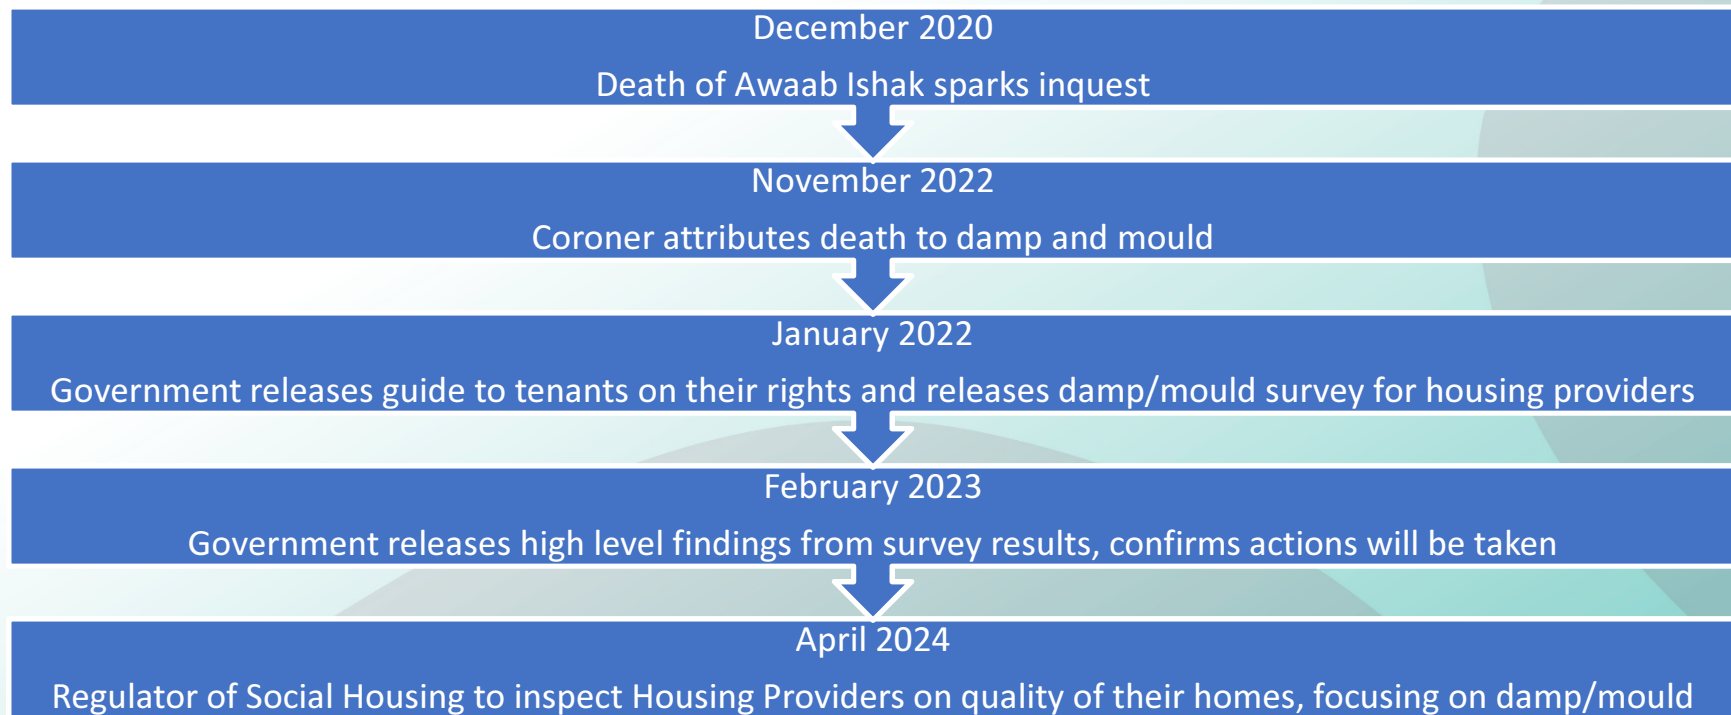 December 2020
Death of Awaab Ishak sparks inquest
November 2022
Coroner attributes death to damp and mould
January 2022
Government releases guide to tenants on their rights and releases damp/mould survey for housing providers
February 2023
Government releases high level findings from survey results, confirms actions will be taken
April 2024
Regulator of Social Housing to inspect Housing Providers on quality of their homes, focusing on damp/mould